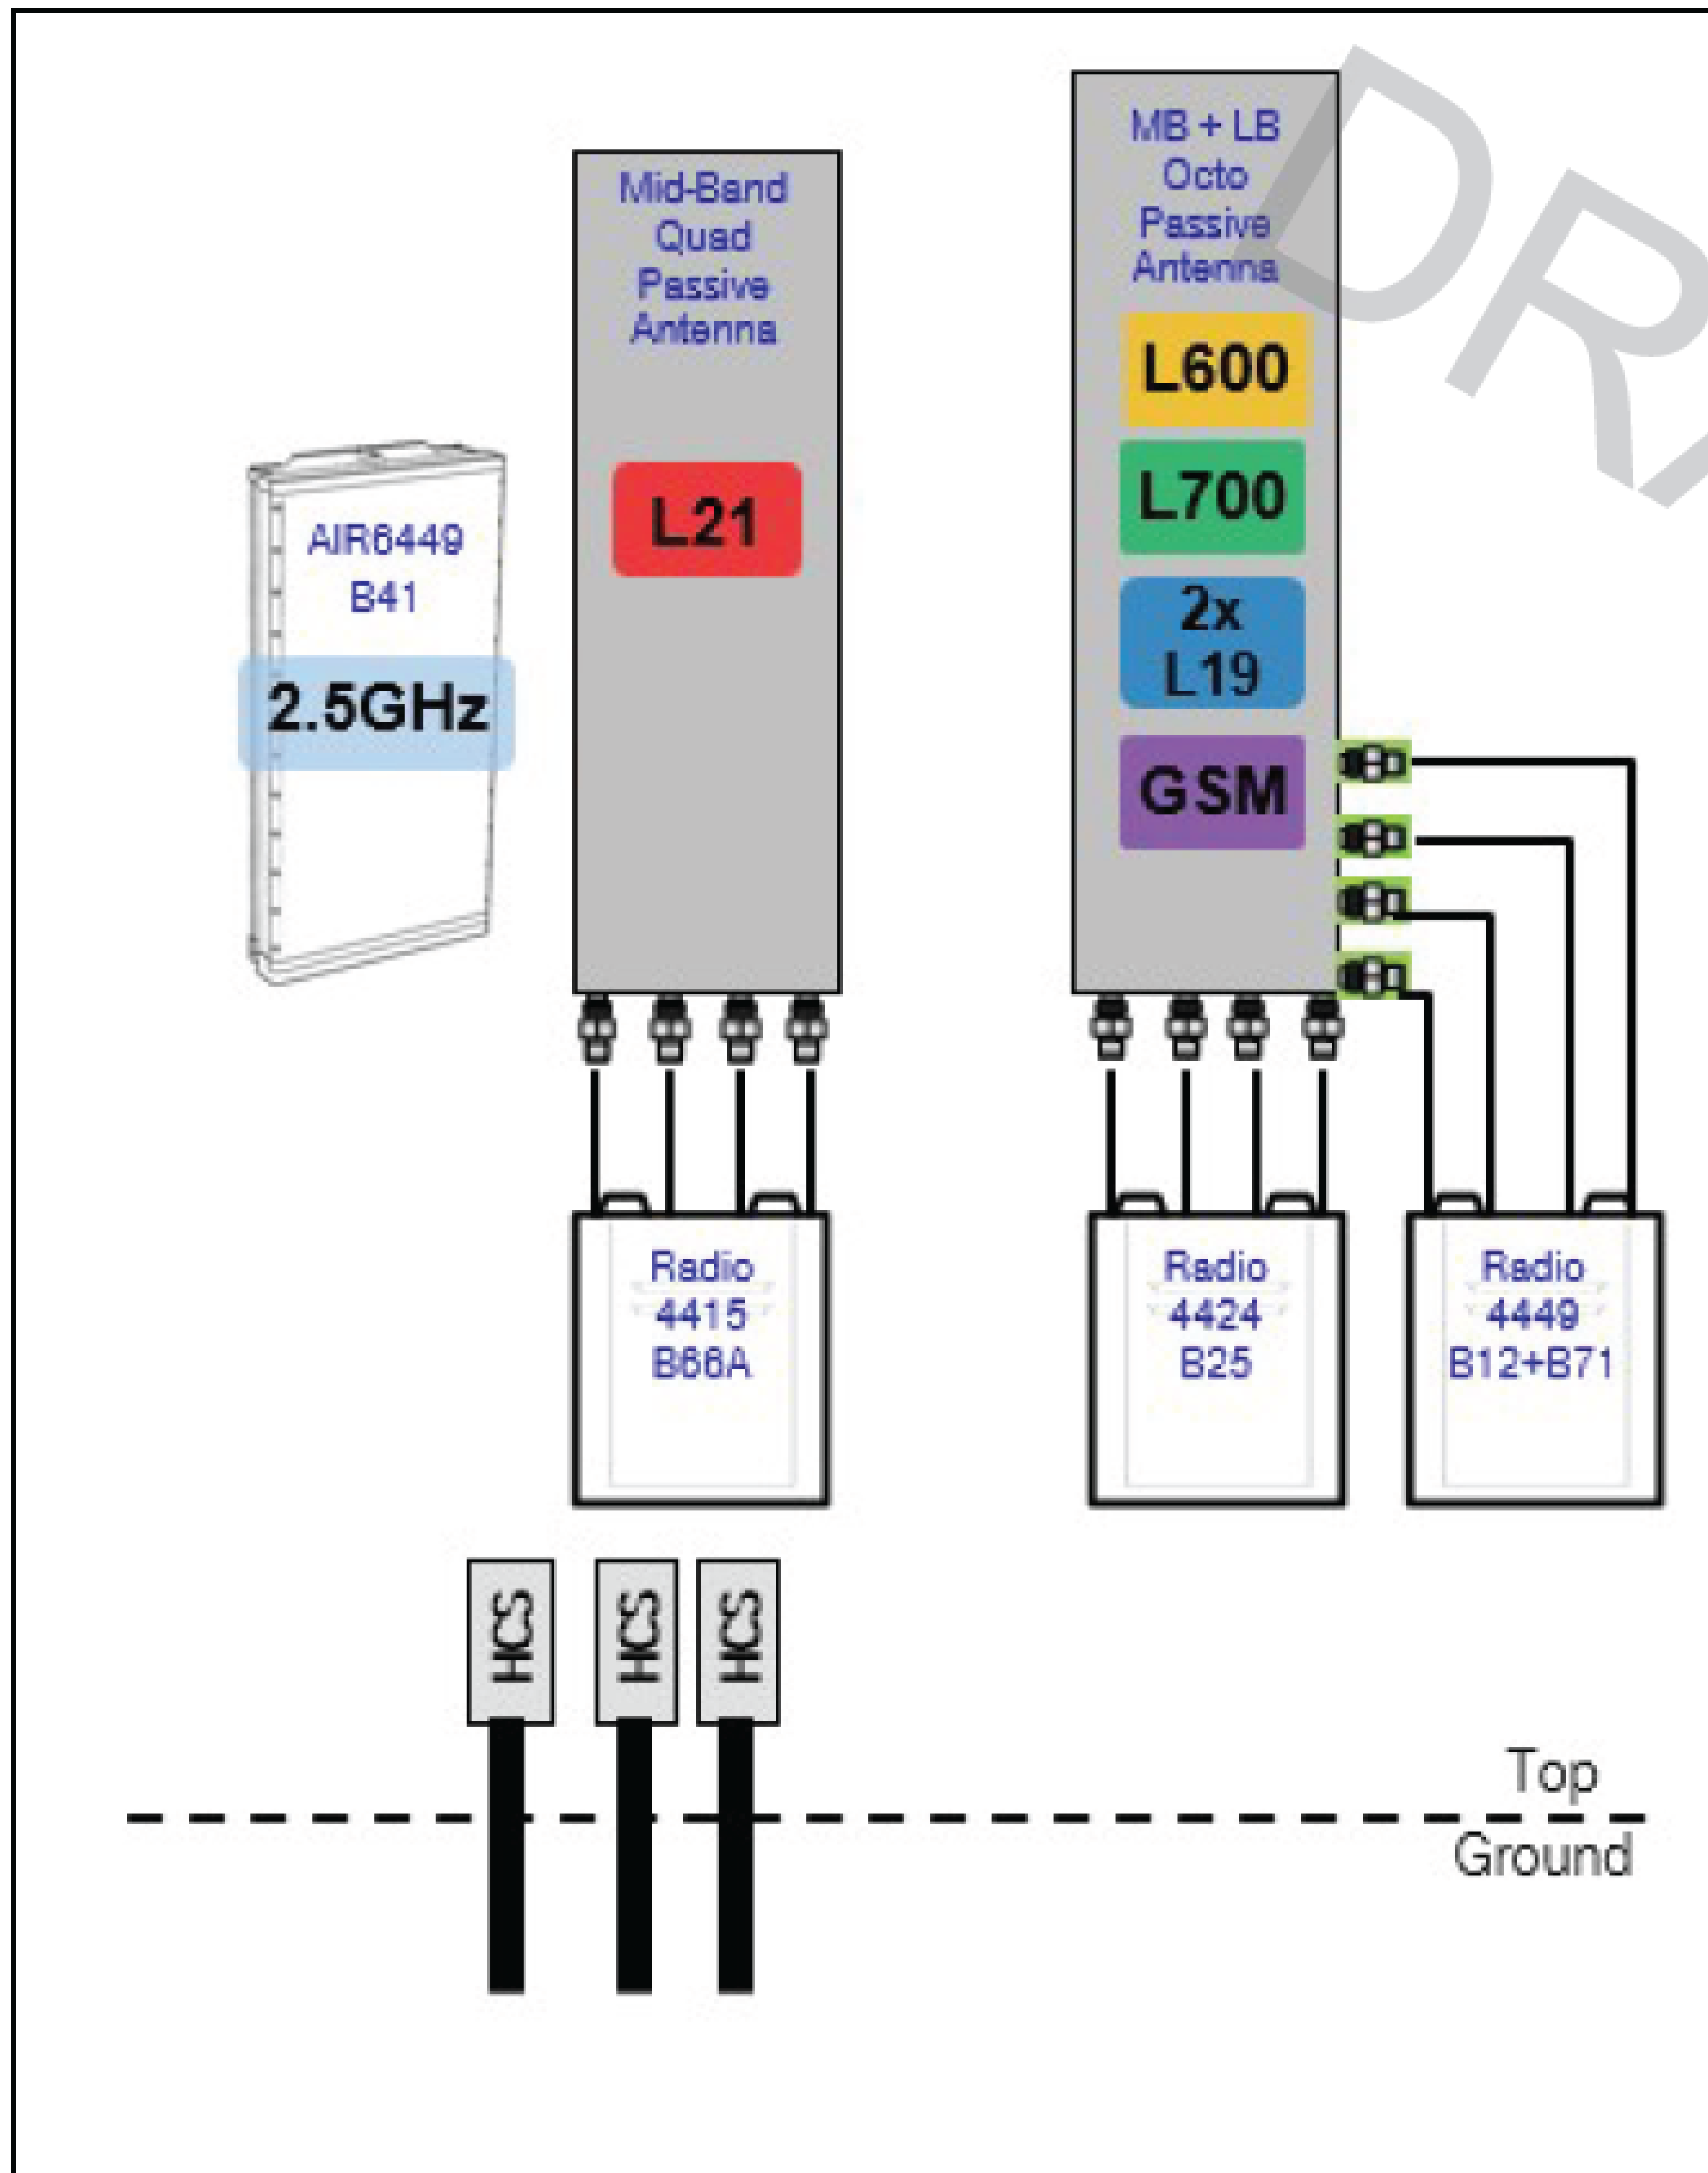 MB + LB
Octo
Passive
Antenna
L600
L700
2x
L19
GSM
Mid-Band
Quad
Passive
Antenna
L21
AIR6449
B41
2.5GHz
Radio
4415
B66A
Radio
4424
B25
Radio
4449
B12+B71
HCS
HCS
HCS
Top
Ground